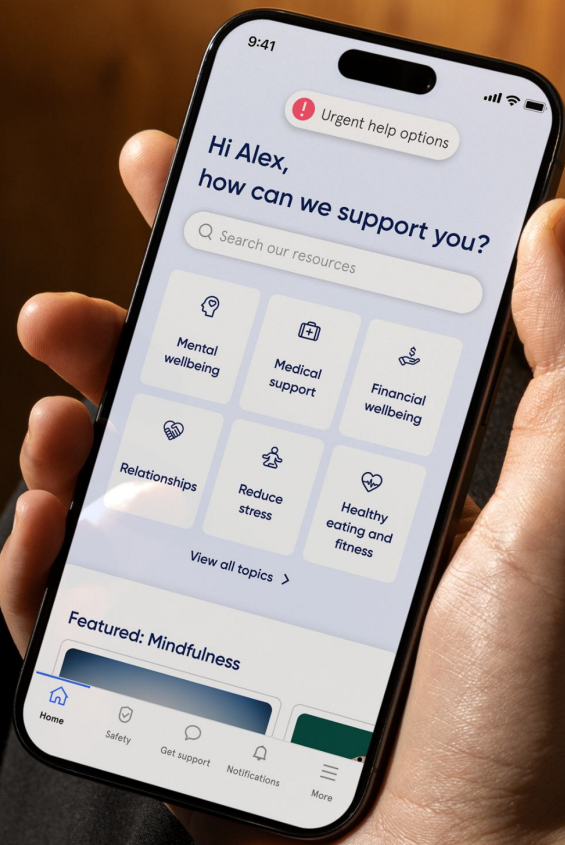 9:41
Urgent help options
Hi Alex,
how can we support you?
Search our resources
Mental
wellbeing
Medical
support
Financial
wellbeing
Relationships
Reduce
stress
Healthy
eating and
fitness
View all topics
Featured: Mindfulness
Home
Safety
Get support
Notifications
More